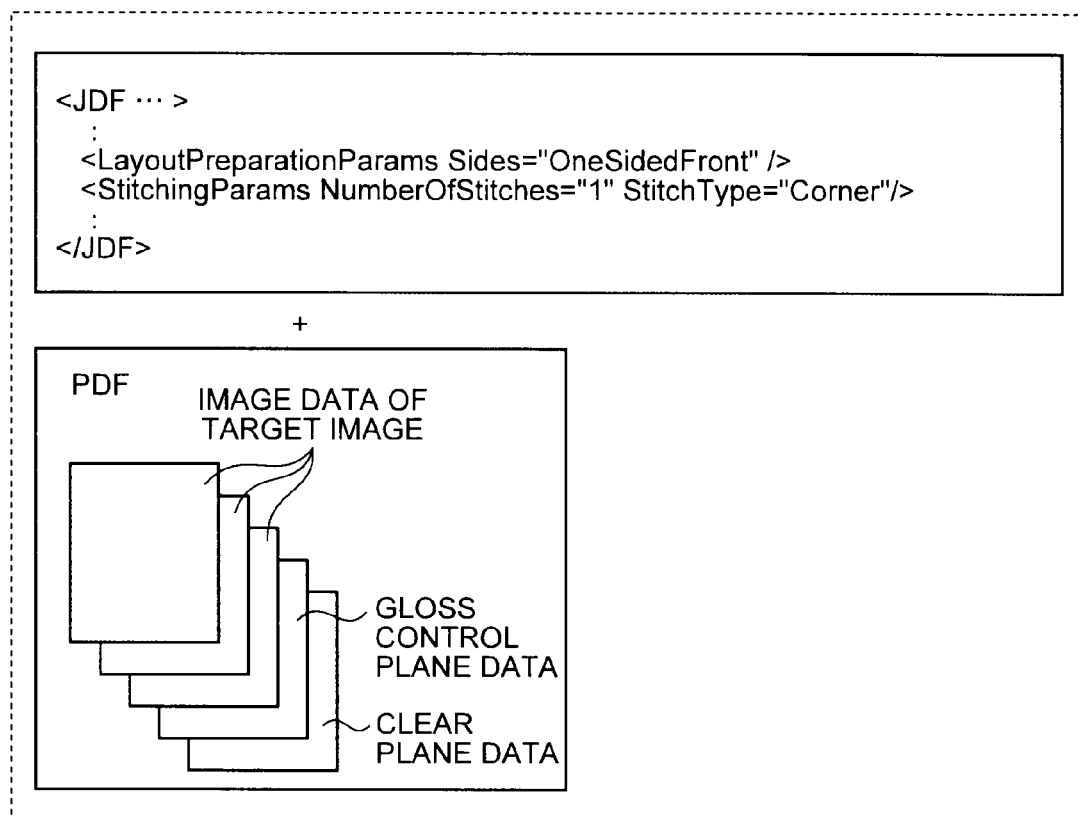 <JDF ··· >
:
<LayoutPreparationParams Sides="OneSidedFront" />
<StitchingParams NumberOfStitches="1" StitchType="Corner"/>
:
</JDF>
+
PDF
IMAGE DATA OF
TARGET IMAGE
GLOSS
CONTROL
PLANE DATA
CLEAR
PLANE DATA